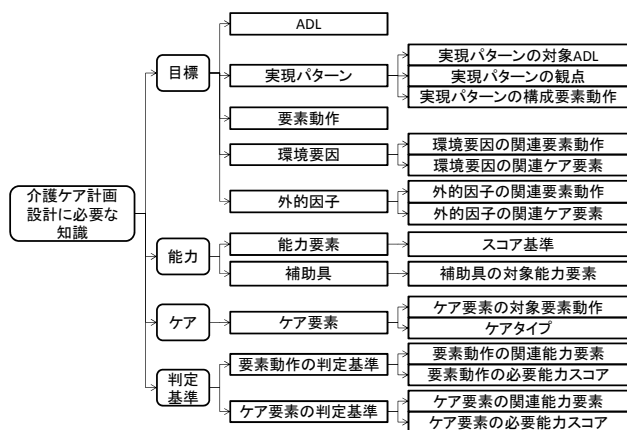 介護ケア計画
設計に必要な
知識
目標
ADL
実現パターン
実現パターンの対象ADL
実現パターンの観点
実現パターンの構成要素動作
要素動作
環境要因
環境要因の関連要素動作
環境要因の関連ケア要素
外的因子
外的因子の関連要素動作
外的因子の関連ケア要素
能力
能力要素
スコア基準
補助具
補助具の対象能力要素
ケア
ケア要素
ケア要素の対象要素動作
ケアタイプ
判定
基準
要素動作の判定基準
要素動作の関連能力要素
要素動作の必要能力スコア
ケア要素の判定基準
ケア要素の関連能力要素
ケア要素の必要能力スコア